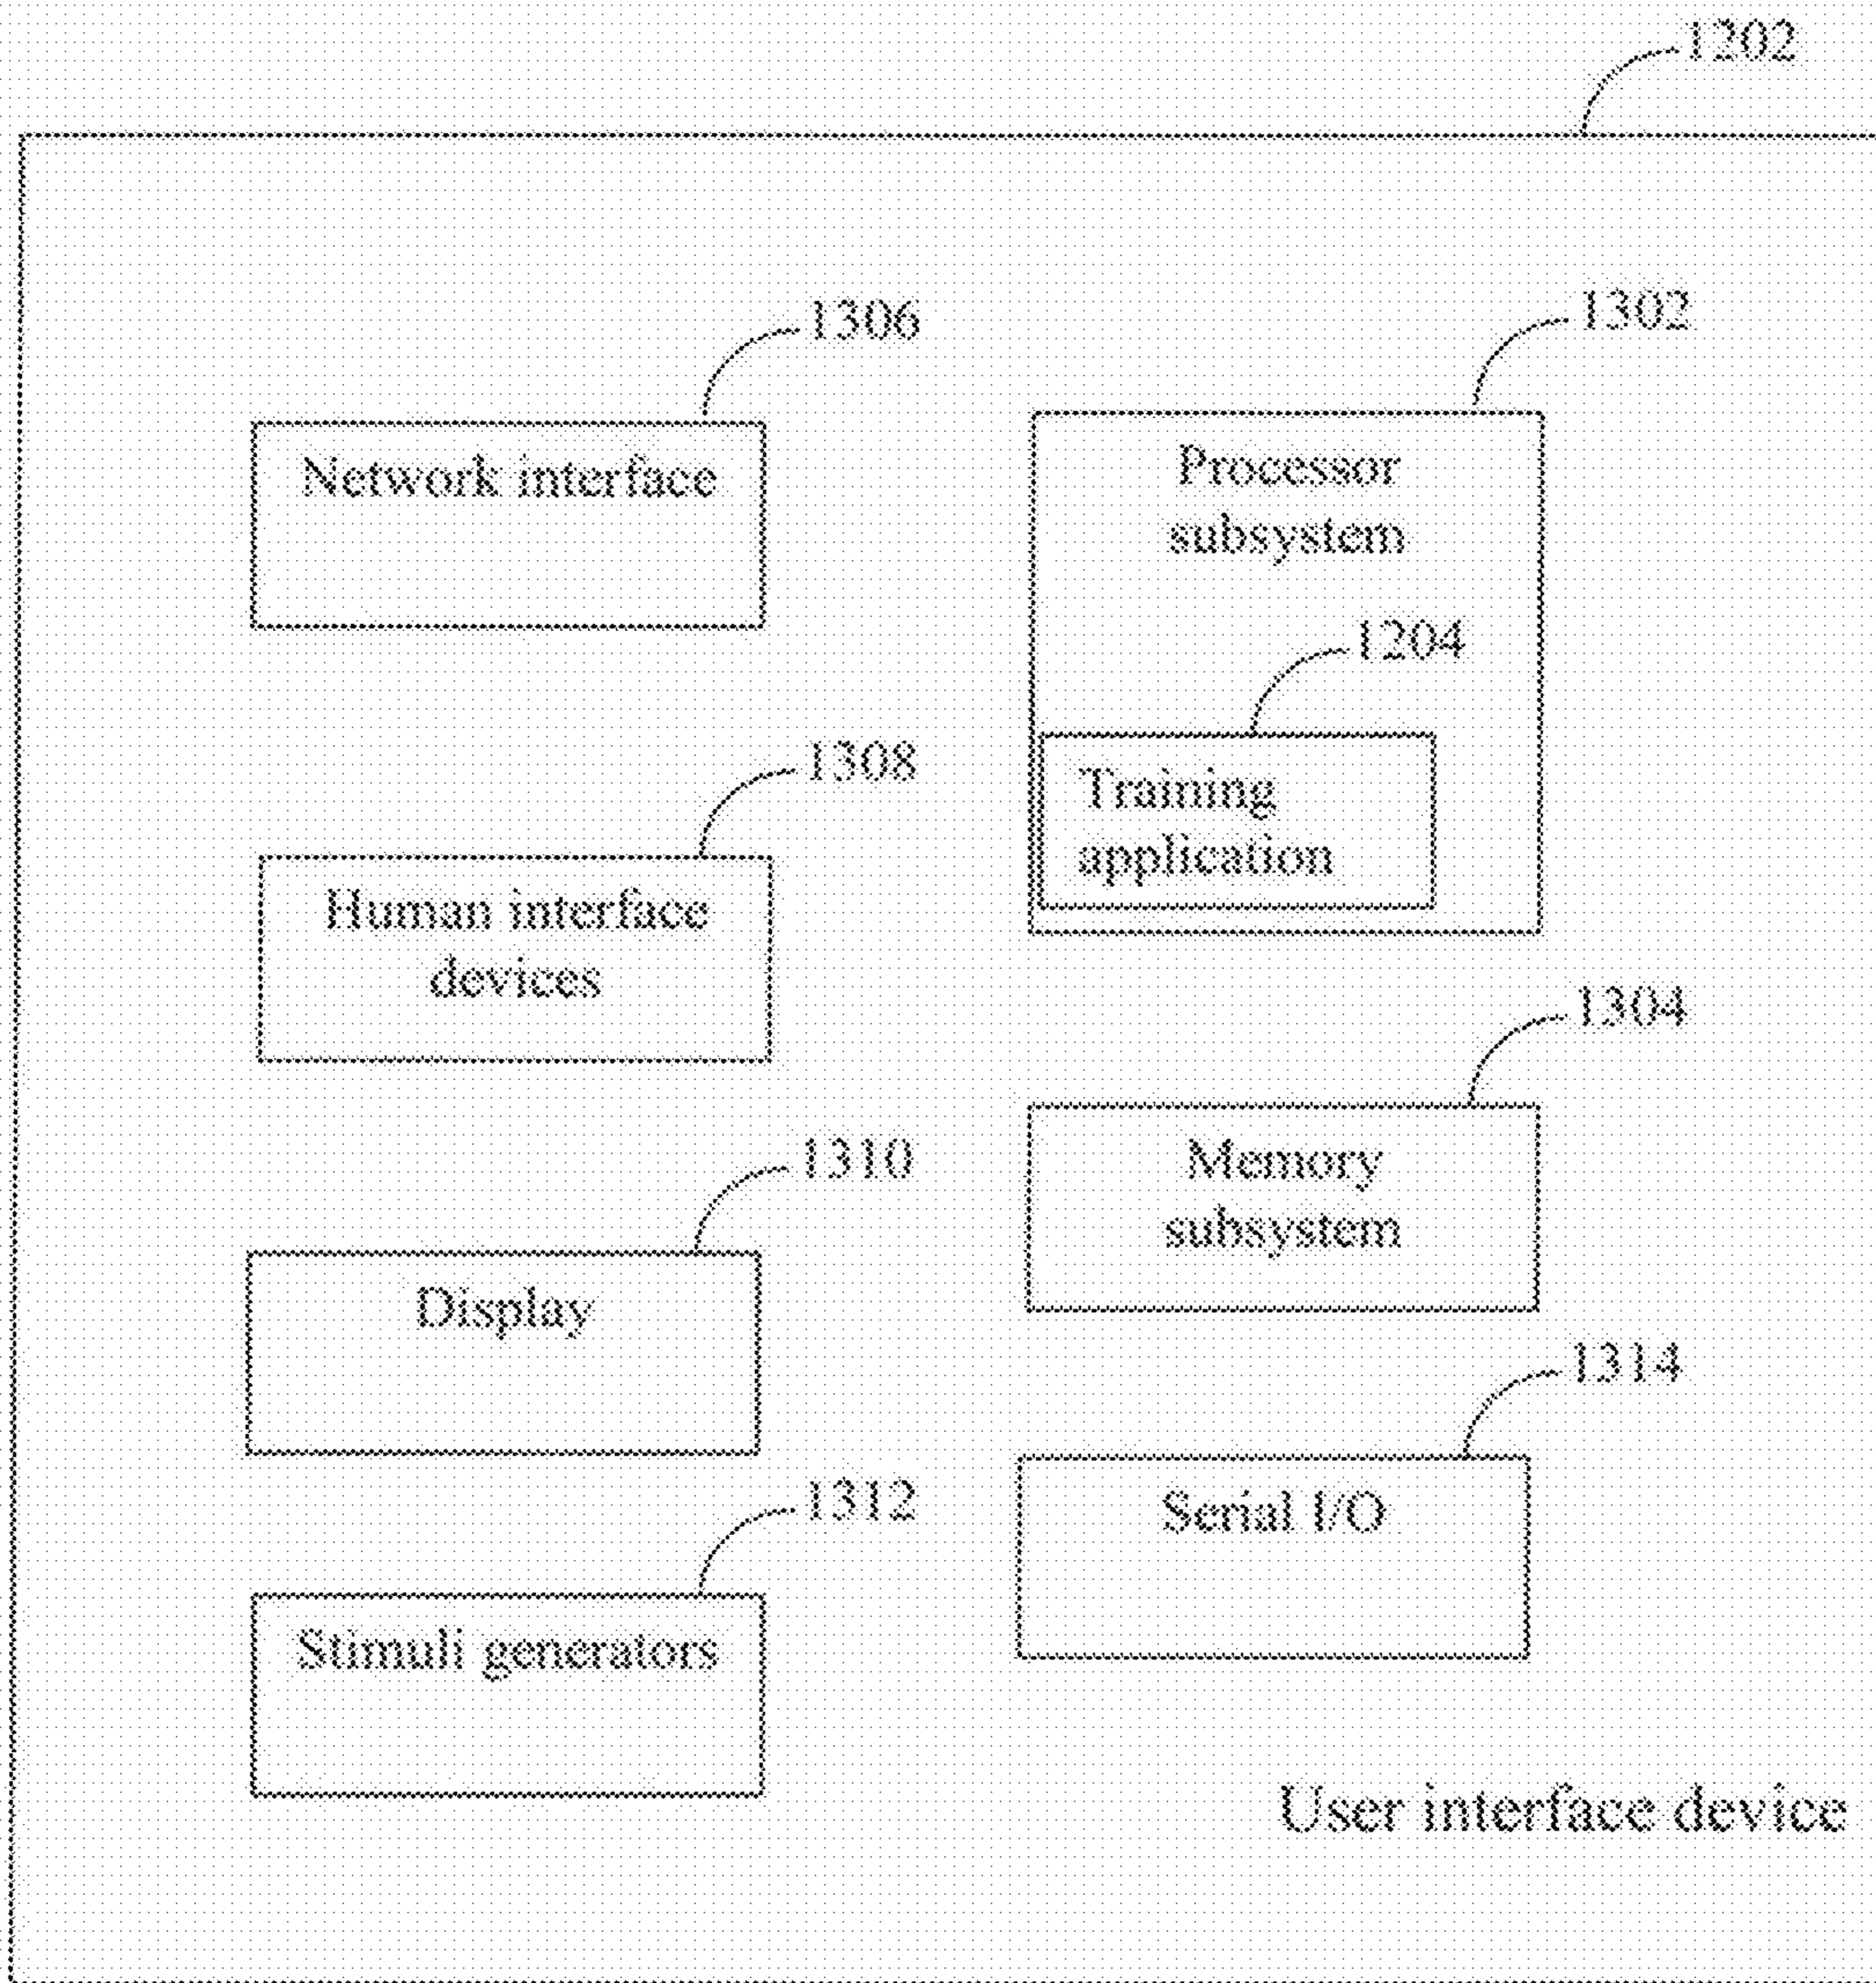 1202
1306
1302
Network interface
Processor
subsystem
1204
1308
Training
application
Human interface
devices
1304
1310
Memory
subsystem
Display
1314
1312
Serial I/O
Stimuli generators
User interface device